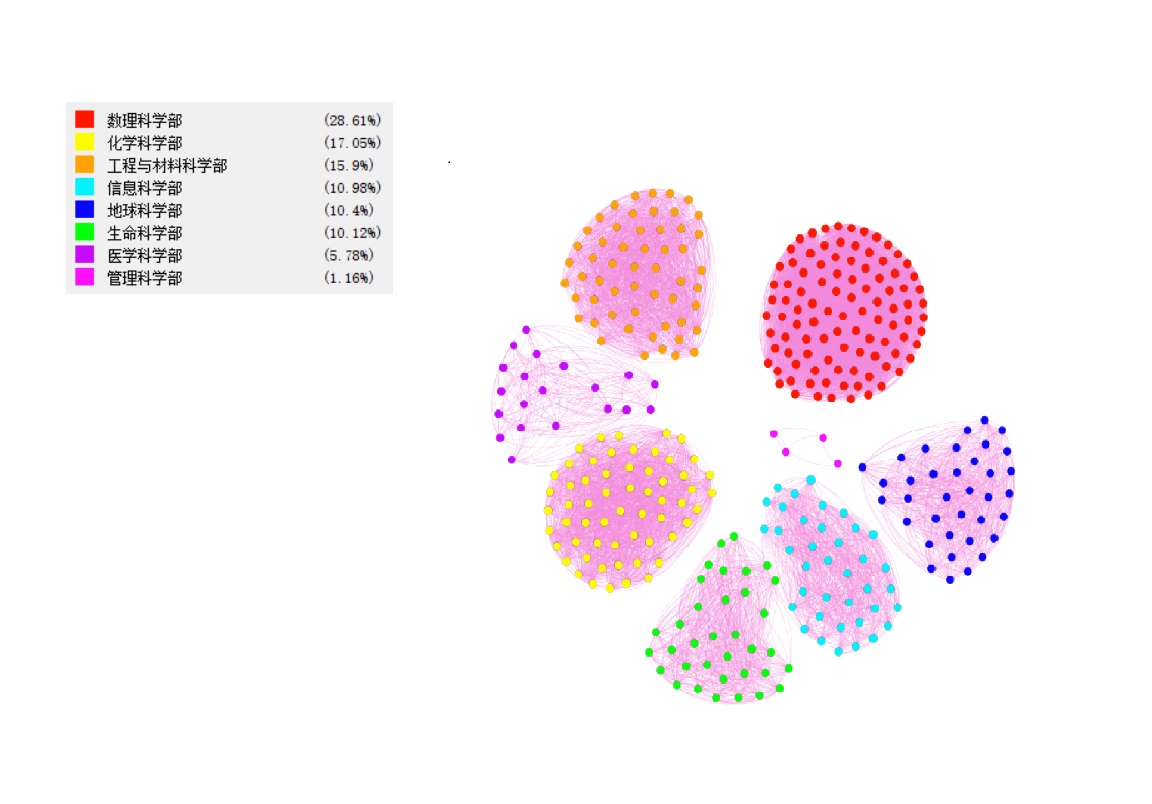 数理科学部 (28.61%)
化学科学部 (17.05%)
工程与材料科学部 (15.9%)
信息科学部 (10.98%)
地球科学部 (10.4%)
生命科学部 (10.12%)
医学科学部 (5.78%)
管理科学部 (1.16%)